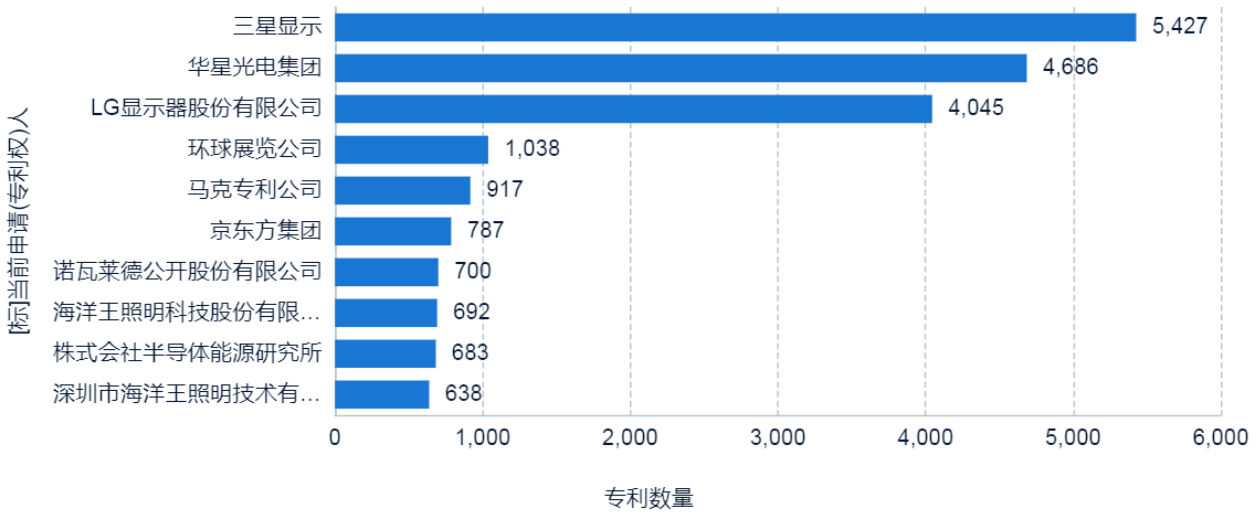 三星显示 5,427
华星光电集团 4,686
LG显示器股份有限公司 4,045
环球展览公司 1,038
马克专利公司 917
京东方集团 787
诺瓦莱德公开股份有限公司 700
海洋王照明科技股份有限... 692
株式会社半导体能源研究所 683
深圳市海洋王照明技术有... 638
[标]当前申请(专利权)人
0 1,000 2,000 3,000 4,000 5,000 6,000
专利数量